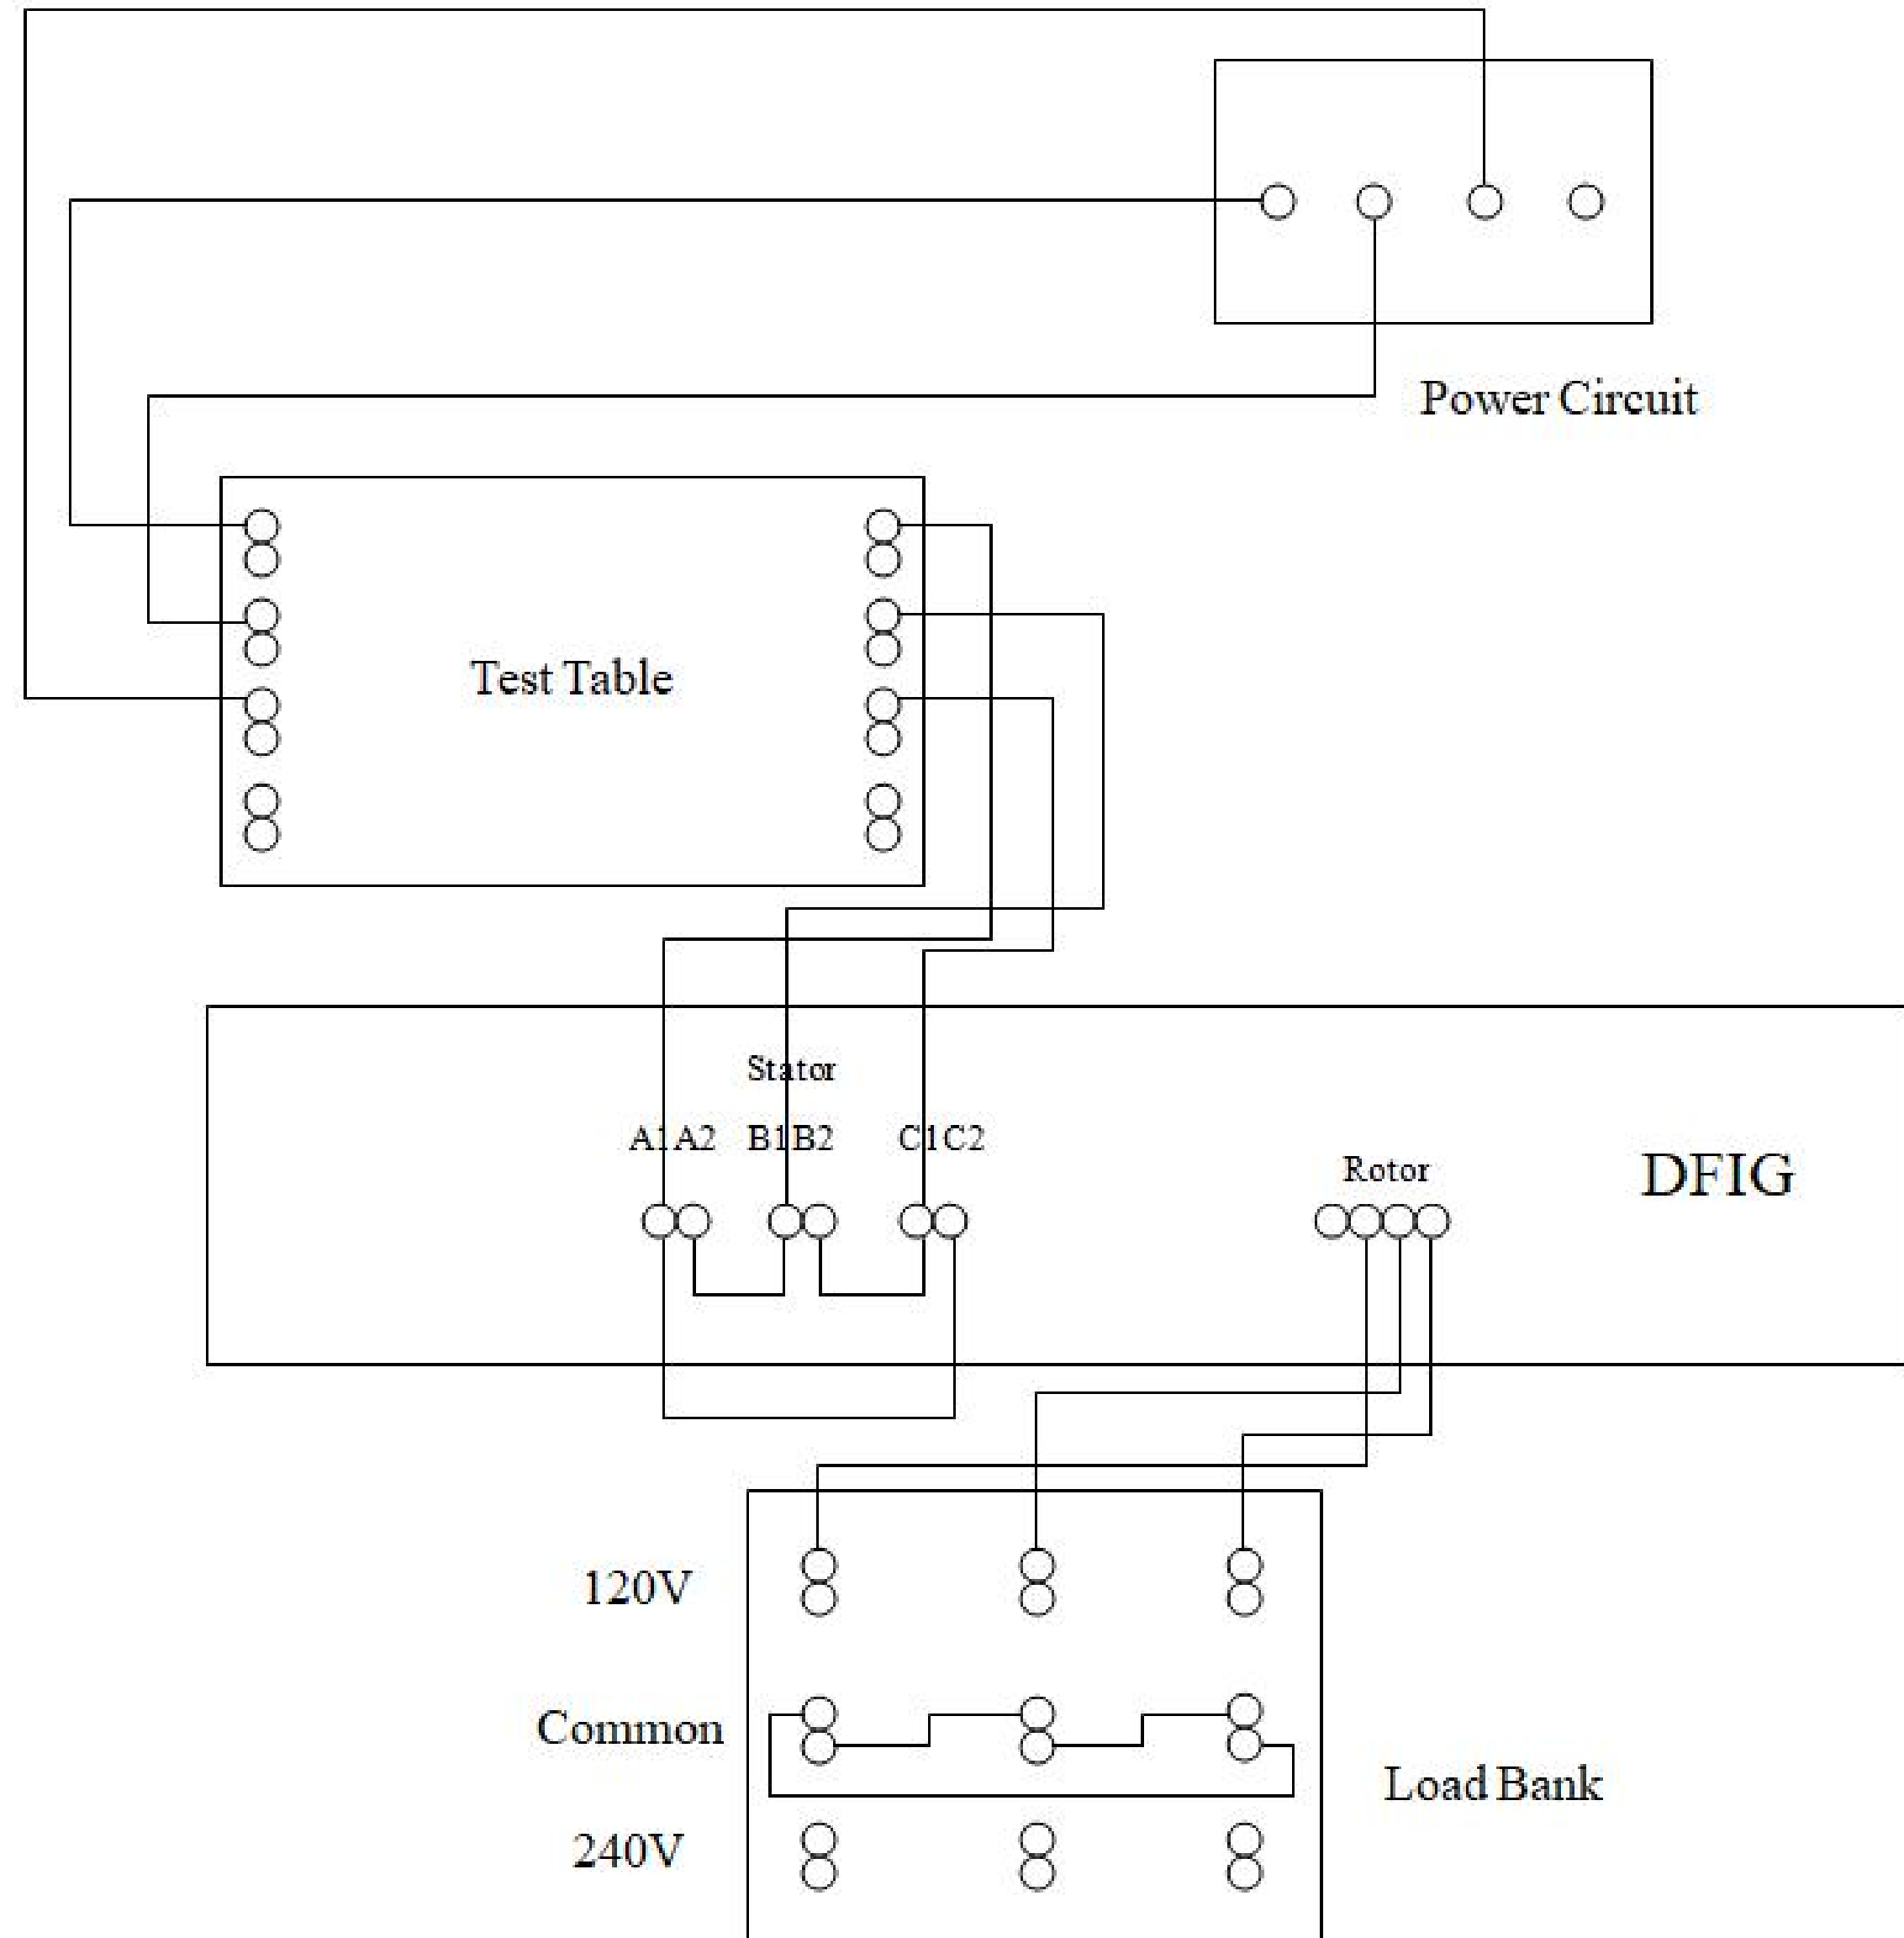 Power Circuit
Test Table
Stator
A1A2 B1B2 C1C2
Rotor
DFIG
120V
Common
Load Bank
240V